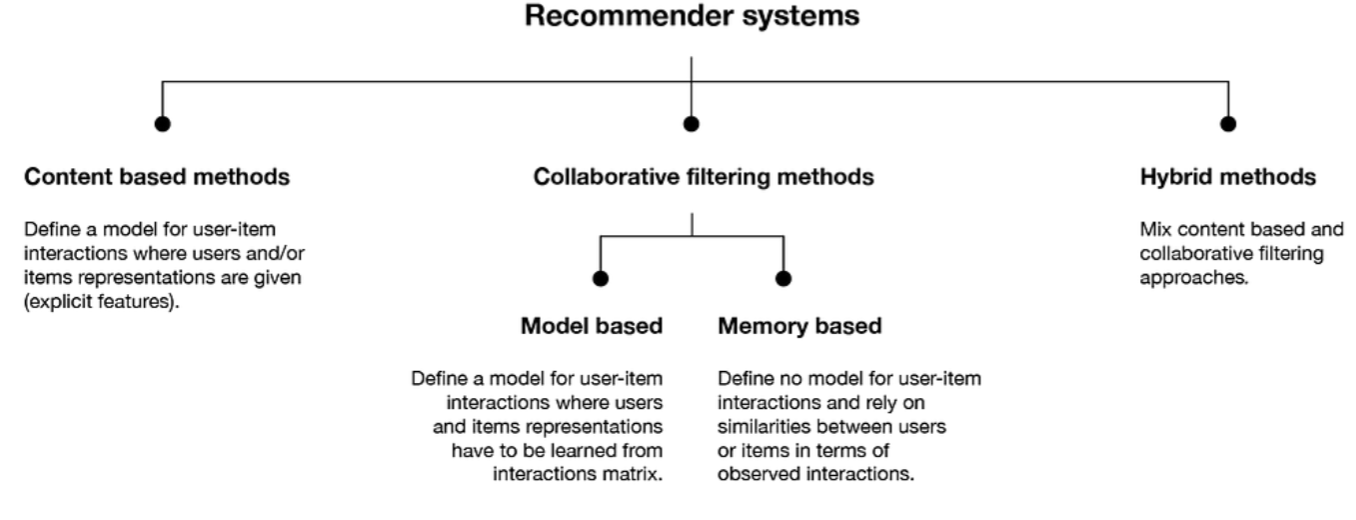 Recommender systems
Content based methods
Define a model for user-item
interactions where users and/or
items representations are given
(explicit features).
Collaborative filtering methods
Model based
Define a model for user-item
interactions where users
and items representations
have to be learned from
interactions matrix.
Memory based
Define no model for user-item
interactions and rely on
similarities between users
or items in terms of
observed interactions.
Hybrid methods
Mix content based and
collaborative filtering
approaches.